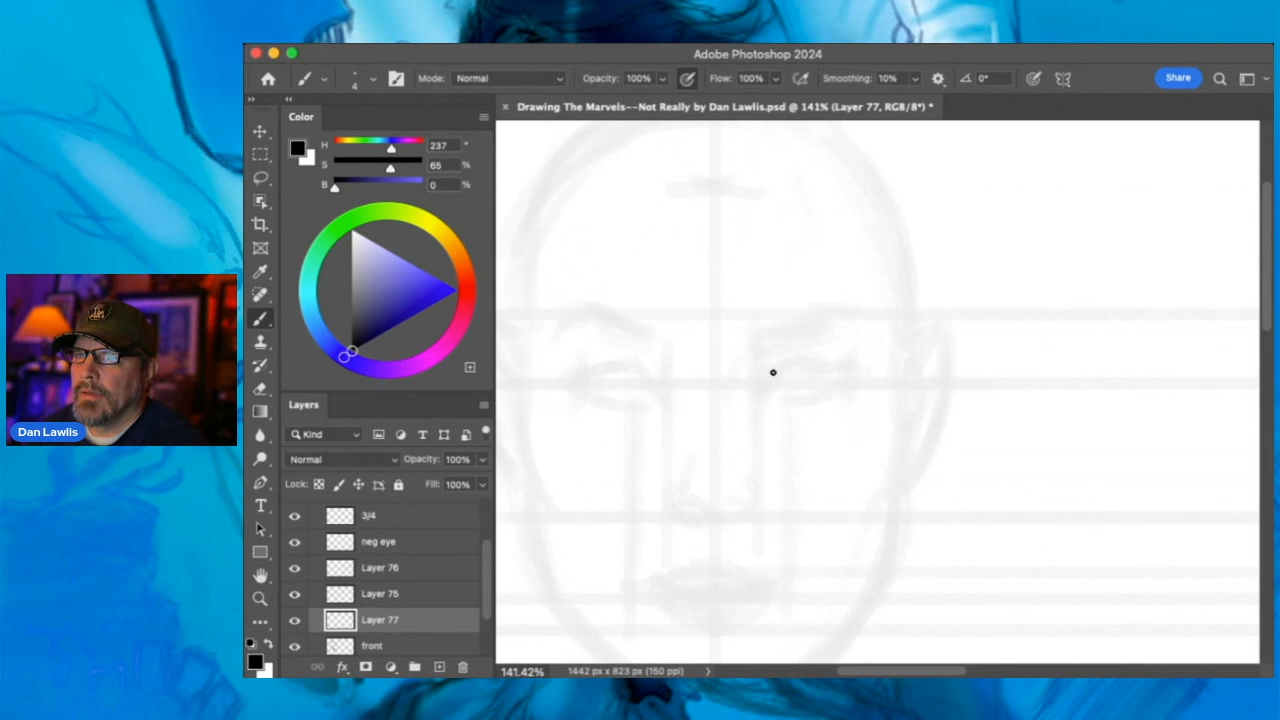 Adobe Photoshop 2024
4 Mode: Normal Opacity: 100% Flow: 100% Smoothing: 10% 0° Share
Drawing The Marvels--Not Really by Dan Lawlis.psd @ 141% (Layer 77, RGB/8*) *
Color
H 237 °
S 65 %
B 0 %
Layers
Kind
Normal Opacity: 100%
Lock: Fill: 100%
3/4
neg eye
Layer 76
Layer 75
Layer 77
front
fx
141.42% 1442 px x 823 px (150 ppi)
Dan Lawlis